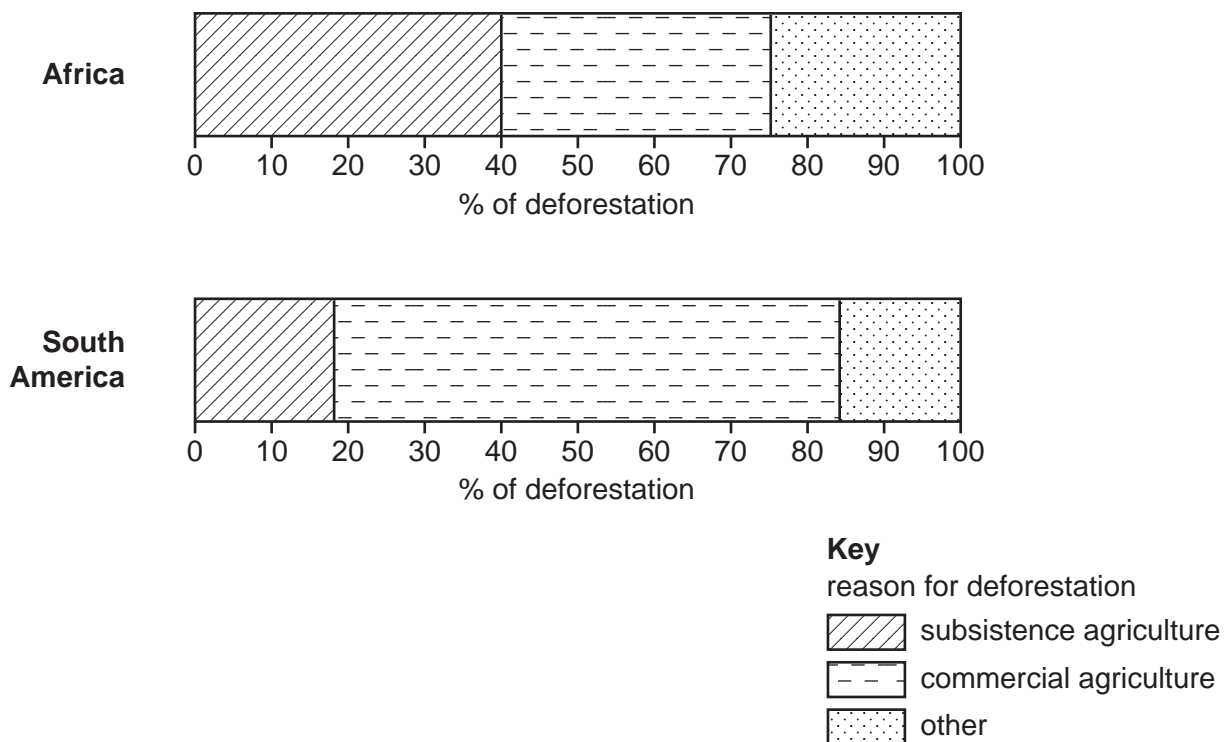 Africa
0 10 20 30 40 50 60 70 80 90 100
% of deforestation
South
America
0 10 20 30 40 50 60 70 80 90 100
% of deforestation
Key
reason for deforestation
subsistence agriculture
commercial agriculture
other